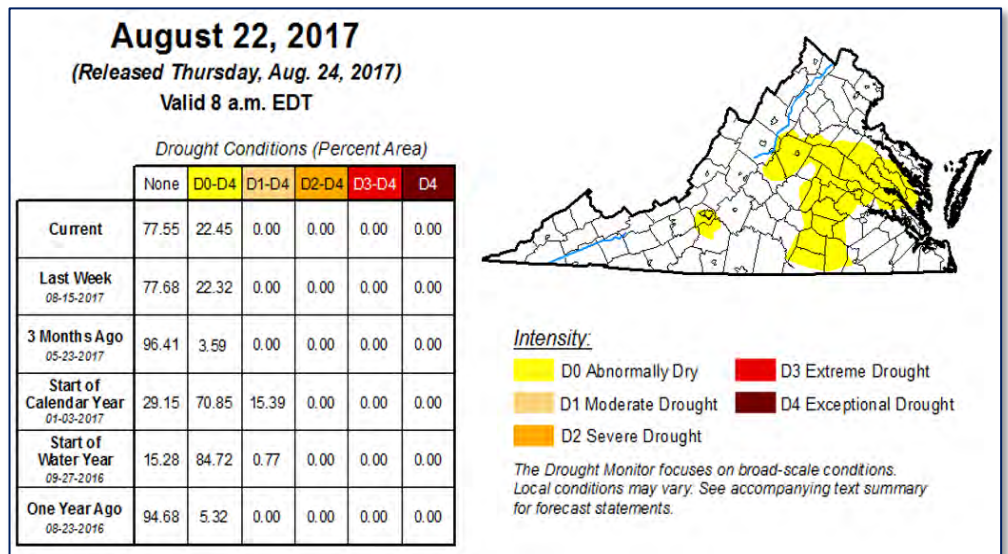 August 22, 2017
(Released Thursday, Aug. 24, 2017)
Valid 8 a.m. EDT
Drought Conditions (Percent Area)
None D0-D4 D1-D4 D2-D4 D3-D4 D4
Current 77.55 22.45 0.00 0.00 0.00 0.00
Last Week
08-15-2017 77.68 22.32 0.00 0.00 0.00 0.00
3 Months Ago
05-23-2017 96.41 3.59 0.00 0.00 0.00 0.00
Start of
Calendar Year
01-03-2017 29.15 70.85 15.39 0.00 0.00 0.00
Start of
Water Year
09-27-2016 15.28 84.72 0.77 0.00 0.00 0.00
One Year Ago
08-23-2016 94.68 5.32 0.00 0.00 0.00 0.00
Intensity:
D0 Abnormally Dry
D1 Moderate Drought
D2 Severe Drought
D3 Extreme Drought
D4 Exceptional Drought
The Drought Monitor focuses on broad-scale conditions.
Local conditions may vary. See accompanying text summary
for forecast statements.